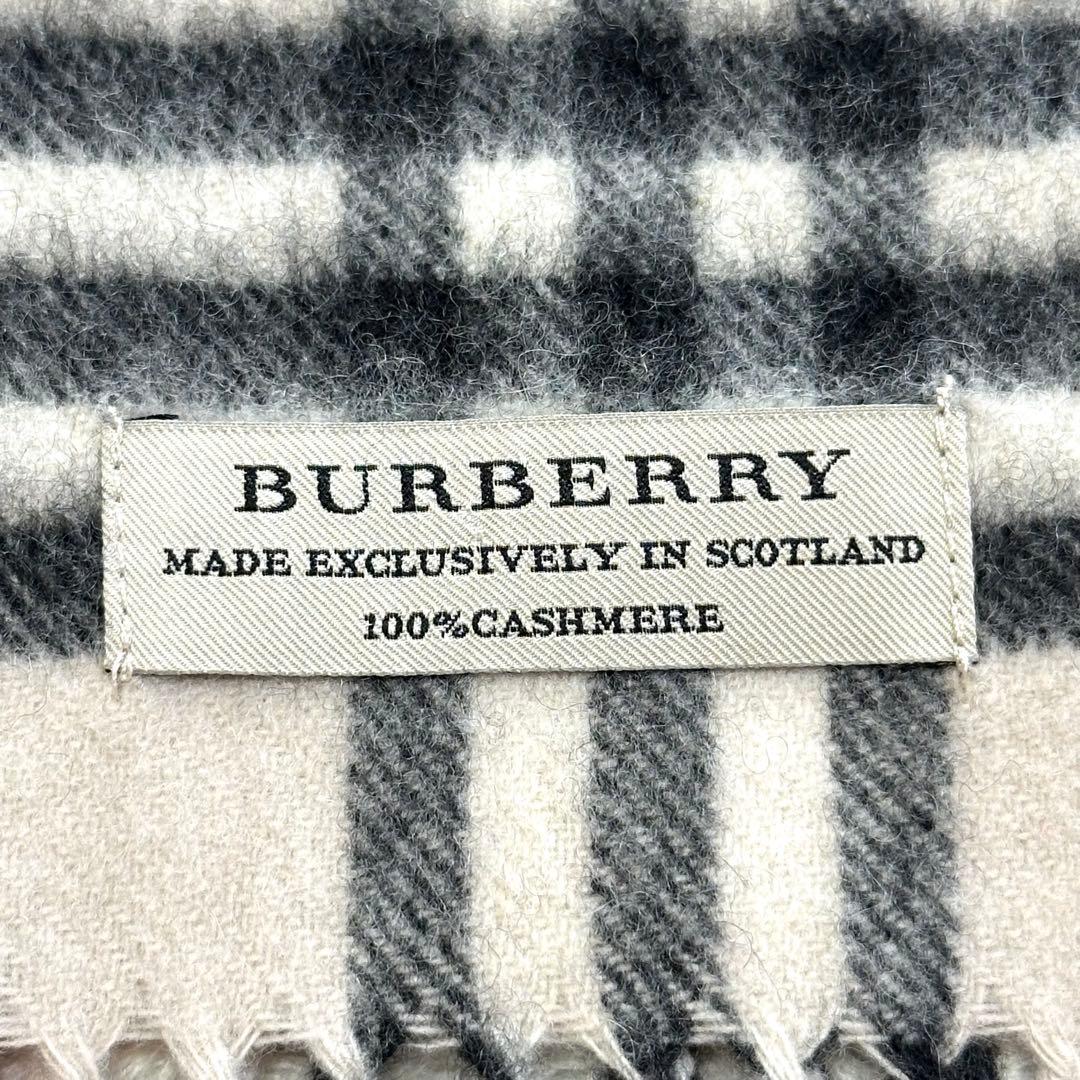 BURBERRY
MADE EXCLUSIVELY IN SCOTLAND
100%CASHMERE